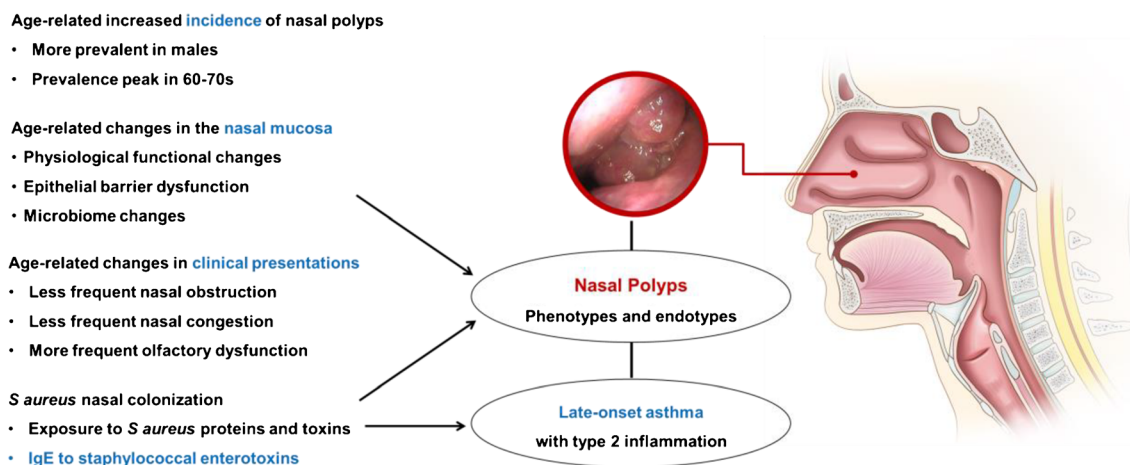 Age-related increased incidence of nasal polyps
• More prevalent in males
• Prevalence peak in 60-70s
Age-related changes in the nasal mucosa
• Physiological functional changes
• Epithelial barrier dysfunction
• Microbiome changes
Age-related changes in clinical presentations
• Less frequent nasal obstruction
• Less frequent nasal congestion
• More frequent olfactory dysfunction
S aureus nasal colonization
• Exposure to S aureus proteins and toxins
• IgE to staphylococcal enterotoxins
Nasal Polyps
Phenotypes and endotypes
Late-onset asthma
with type 2 inflammation